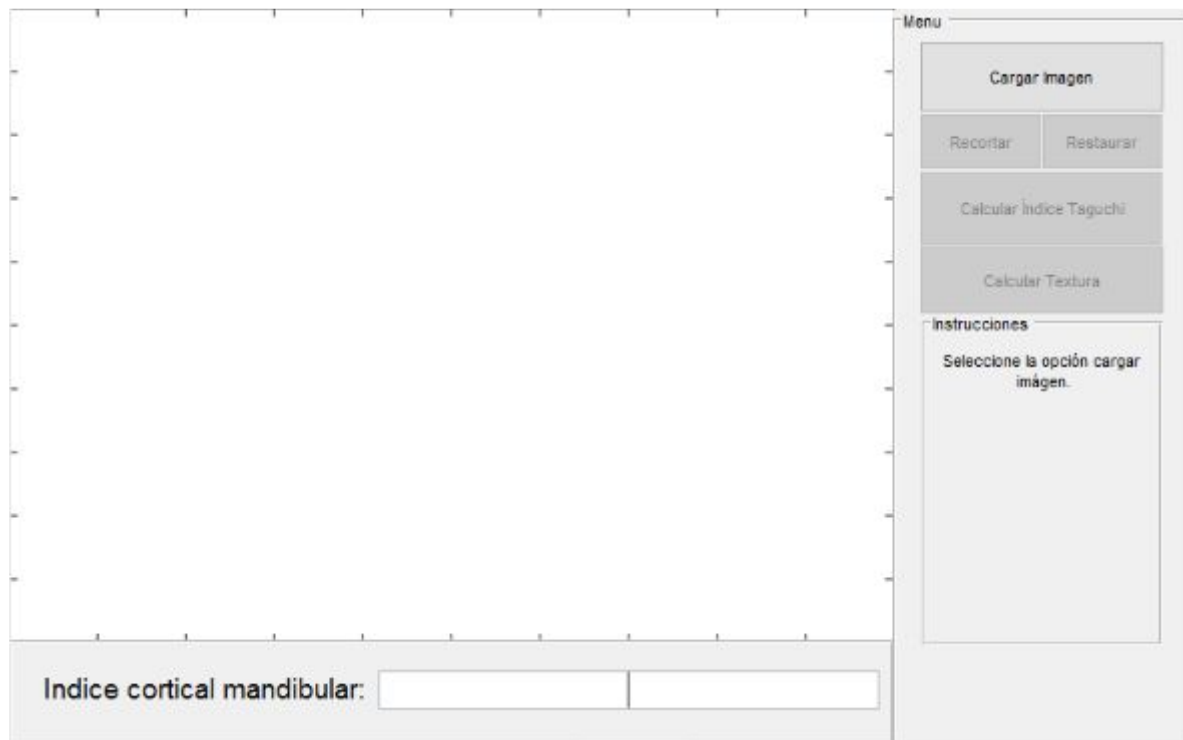 Menu
Cargar Imagen
Recortar Restaurar
Calcular Índice Taguchi
Calcular Textura
Instrucciones
Seleccione la opción cargar
imágen.
Indice cortical mandibular: